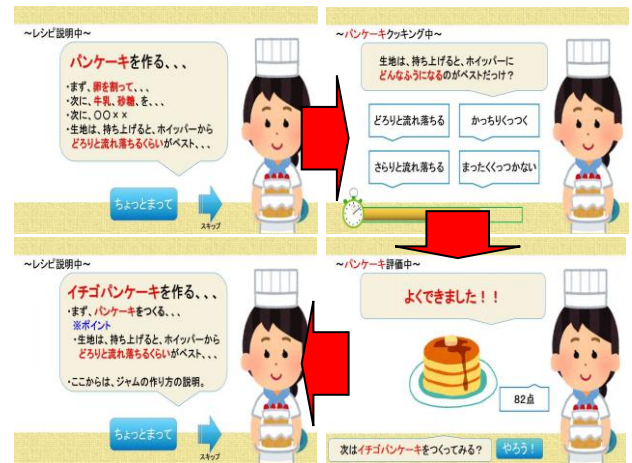 ～レシピ説明中～
パンケーキを作る、、、
・まず、卵を割って、、、
・次に、牛乳、砂糖、を、、、
・次に、〇〇××
・生地は、持ち上げると、ホイッパーから
どろりと流れ落ちるくらいがベスト、、、
ちょっとまって
スキップ
～パンケーキクッキング中～
生地は、持ち上げると、ホイッパーに
どんなふうになるのがベストだっけ？
どろりと流れ落ちる
かっちりくっつく
さらりと流れ落ちる
まったくくっつかない
～パンケーキ評価中～
よくできました！！
82点
次はイチゴパンケーキをつくってみる？
やろう！
～レシピ説明中～
イチゴパンケーキを作る、、、
・まず、パンケーキをつくる、、、
※ポイント
・生地は、持ち上げると、ホイッパーから
どろりと流れ落ちるくらいがベスト、、、
・ここからは、ジャムの作り方の説明。
ちょっとまって
スキップ